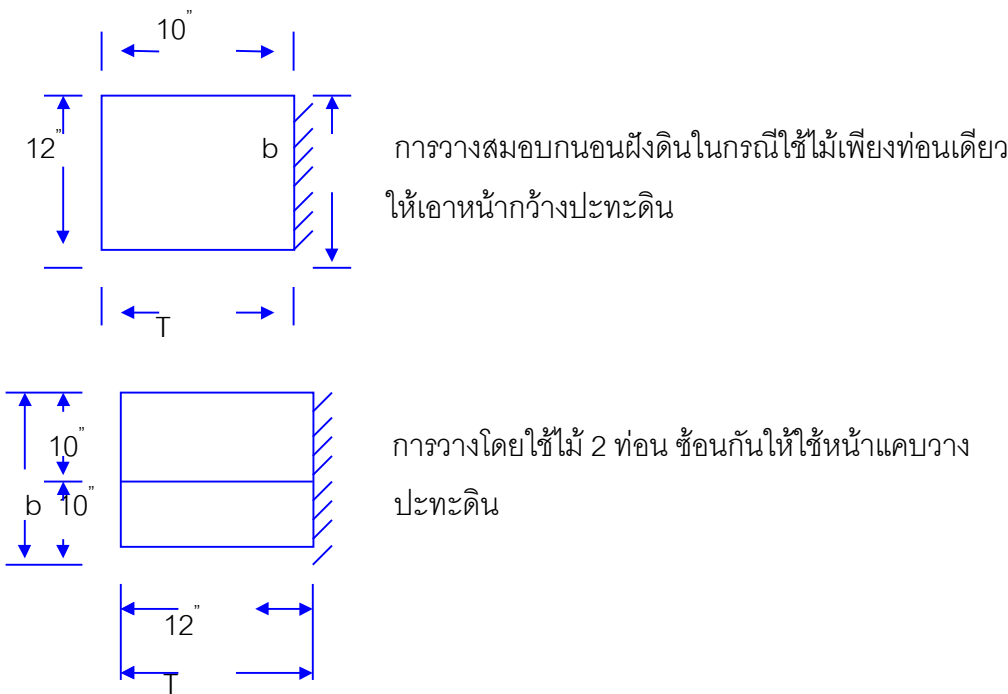 10"
12"
b
การวางสมอบกนอนฝังดินในกรณีใช้ไม้เพียงท่อนเดียว
ให้เอาหน้ากว้างปะทะดิน
T
10"
b 10"
การวางโดยใช้ไม้ 2 ท่อน ซ้อนกันให้ใช้หน้าแคบวาง
ปะทะดิน
12"
T